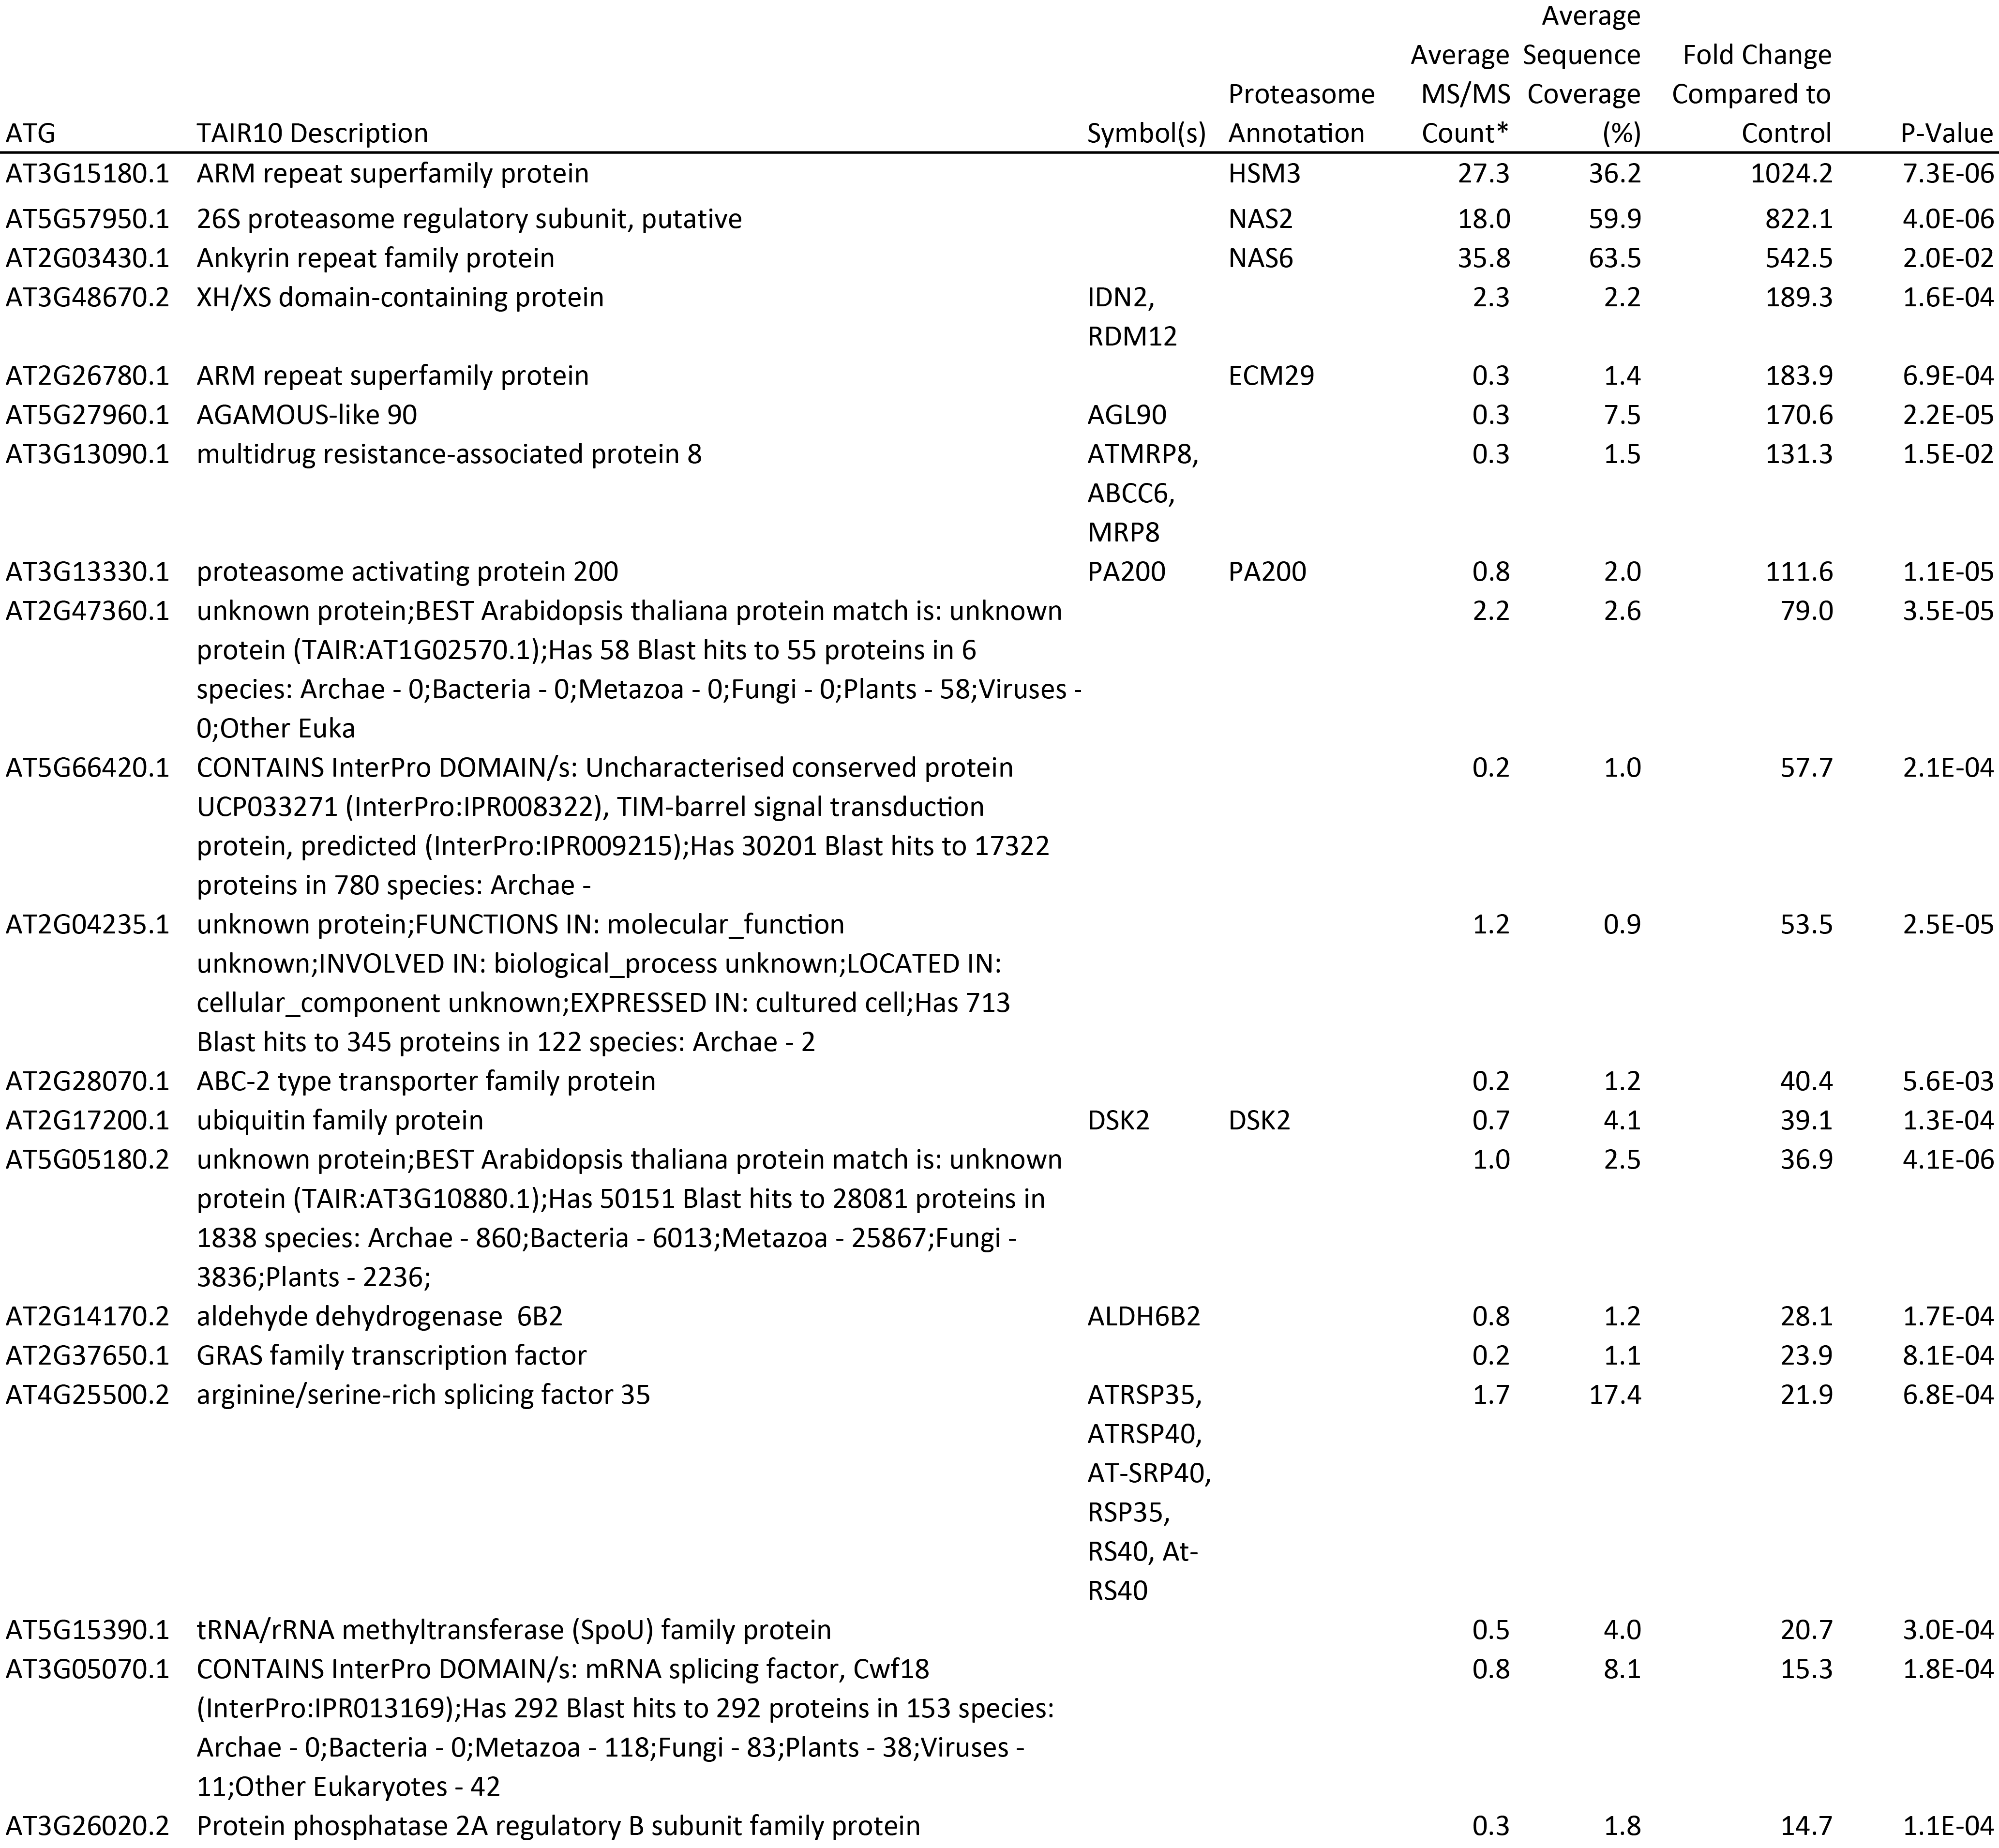 Average
Average Sequence Fold Change
Proteasome MS/MS Coverage Compared to
ATG TAIR10 Description Symbol(s) Annotation Count* (%) Control P-Value
AT3G15180.1 ARM repeat superfamily protein HSM3 27.3 36.2 1024.2 7.3E-06
AT5G57950.1 26S proteasome regulatory subunit, putative NAS2 18.0 59.9 822.1 4.0E-06
AT2G03430.1 Ankyrin repeat family protein NAS6 35.8 63.5 542.5 2.0E-02
AT3G48670.2 XH/XS domain-containing protein IDN2, 2.3 2.2 189.3 1.6E-04
RDM12
AT2G26780.1 ARM repeat superfamily protein ECM29 0.3 1.4 183.9 6.9E-04
AT5G27960.1 AGAMOUS-like 90 AGL90 0.3 7.5 170.6 2.2E-05
AT3G13090.1 multidrug resistance-associated protein 8 ATMRP8, 0.3 1.5 131.3 1.5E-02
ABCC6,
MRP8
AT3G13330.1 proteasome activating protein 200 PA200 PA200 0.8 2.0 111.6 1.1E-05
AT2G47360.1 unknown protein;BEST Arabidopsis thaliana protein match is: unknown 2.2 2.6 79.0 3.5E-05
protein (TAIR:AT1G02570.1);Has 58 Blast hits to 55 proteins in 6
species: Archae - 0;Bacteria - 0;Metazoa - 0;Fungi - 0;Plants - 58;Viruses -
0;Other Euka
AT5G66420.1 CONTAINS InterPro DOMAIN/s: Uncharacterised conserved protein 0.2 1.0 57.7 2.1E-04
UCP033271 (InterPro:IPR008322), TIM-barrel signal transduction
protein, predicted (InterPro:IPR009215);Has 30201 Blast hits to 17322
proteins in 780 species: Archae -
AT2G04235.1 unknown protein;FUNCTIONS IN: molecular_function 1.2 0.9 53.5 2.5E-05
unknown;INVOLVED IN: biological_process unknown;LOCATED IN:
cellular_component unknown;EXPRESSED IN: cultured cell;Has 713
Blast hits to 345 proteins in 122 species: Archae - 2
AT2G28070.1 ABC-2 type transporter family protein 0.2 1.2 40.4 5.6E-03
AT2G17200.1 ubiquitin family protein DSK2 DSK2 0.7 4.1 39.1 1.3E-04
AT5G05180.2 unknown protein;BEST Arabidopsis thaliana protein match is: unknown 1.0 2.5 36.9 4.1E-06
protein (TAIR:AT3G10880.1);Has 50151 Blast hits to 28081 proteins in
1838 species: Archae - 860;Bacteria - 6013;Metazoa - 25867;Fungi -
3836;Plants - 2236;
AT2G14170.2 aldehyde dehydrogenase 6B2 ALDH6B2 0.8 1.2 28.1 1.7E-04
AT2G37650.1 GRAS family transcription factor 0.2 1.1 23.9 8.1E-04
AT4G25500.2 arginine/serine-rich splicing factor 35 ATRSP35, 1.7 17.4 21.9 6.8E-04
ATRSP40,
AT-SRP40,
RSP35,
RS40, At-
RS40
AT5G15390.1 tRNA/rRNA methyltransferase (SpoU) family protein 0.5 4.0 20.7 3.0E-04
AT3G05070.1 CONTAINS InterPro DOMAIN/s: mRNA splicing factor, Cwf18 0.8 8.1 15.3 1.8E-04
(InterPro:IPR013169);Has 292 Blast hits to 292 proteins in 153 species:
Archae - 0;Bacteria - 0;Metazoa - 118;Fungi - 83;Plants - 38;Viruses -
11;Other Eukaryotes - 42
AT3G26020.2 Protein phosphatase 2A regulatory B subunit family protein 0.3 1.8 14.7 1.1E-04